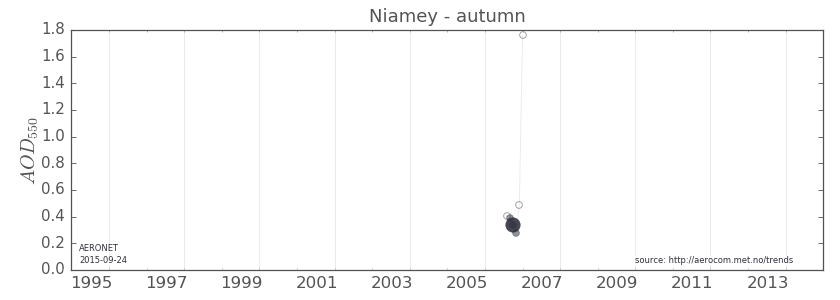 Niamey - autumn
1.8
1.6
1.4
1.2
1.0
0.8
0.6
0.4
0.2
0.0
AOD550
AERONET
2015-09-24
source: http://aerocom.met.no/trends
1995 1997 1999 2001 2003 2005 2007 2009 2011 2013